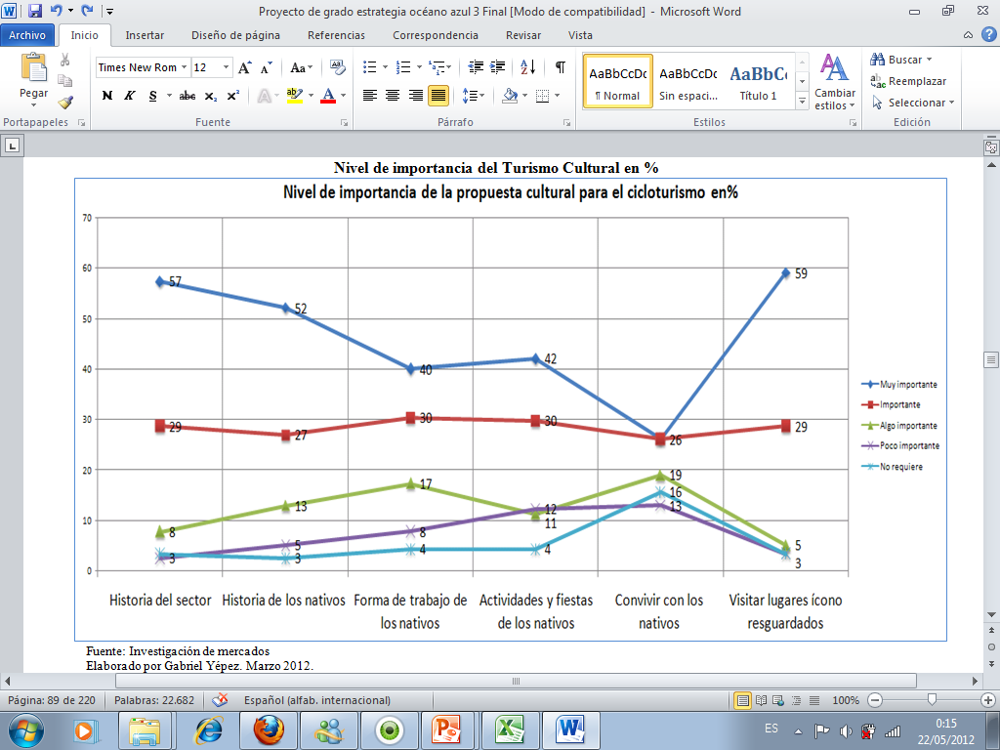 Proyecto de grado estrategia océano azul 3 Final [Modo de compatibilidad] - Microsoft Word
Archivo Inicio Insertar Diseño de página Referencias Correspondencia Revisar Vista
Pegar
Times New Rom 12
N K S abc x₂ x²
AaBbCcDc AaBbCcDc AaBbCc
¶ Normal Sin espaci... Título 1
Cambiar estilos
Buscar
Reemplazar
Seleccionar
Portapapeles Fuente Párrafo Estilos Edición
Nivel de importancia del Turismo Cultural en %
Nivel de importancia de la propuesta cultural para el cicloturismo en%
70
60
50
40
30
20
10
0
57 52 40 42 26 59
29 27 30 30 29
8 13 17 11 19 5
3 5 8 12 13 3
3 4 4 16
Muy importante
Importante
Algo importante
Poco importante
No requiere
Historia del sector Historia de los nativos Forma de trabajo de los nativos Actividades y fiestas de los nativos Convivir con los nativos Visitar lugares ícono resguardados
Fuente: Investigación de mercados
Elaborado por Gabriel Yépez. Marzo 2012.
Página: 89 de 220 Palabras: 22.682 Español (alfab. internacional) 100%
ES 0:15
22/05/2012